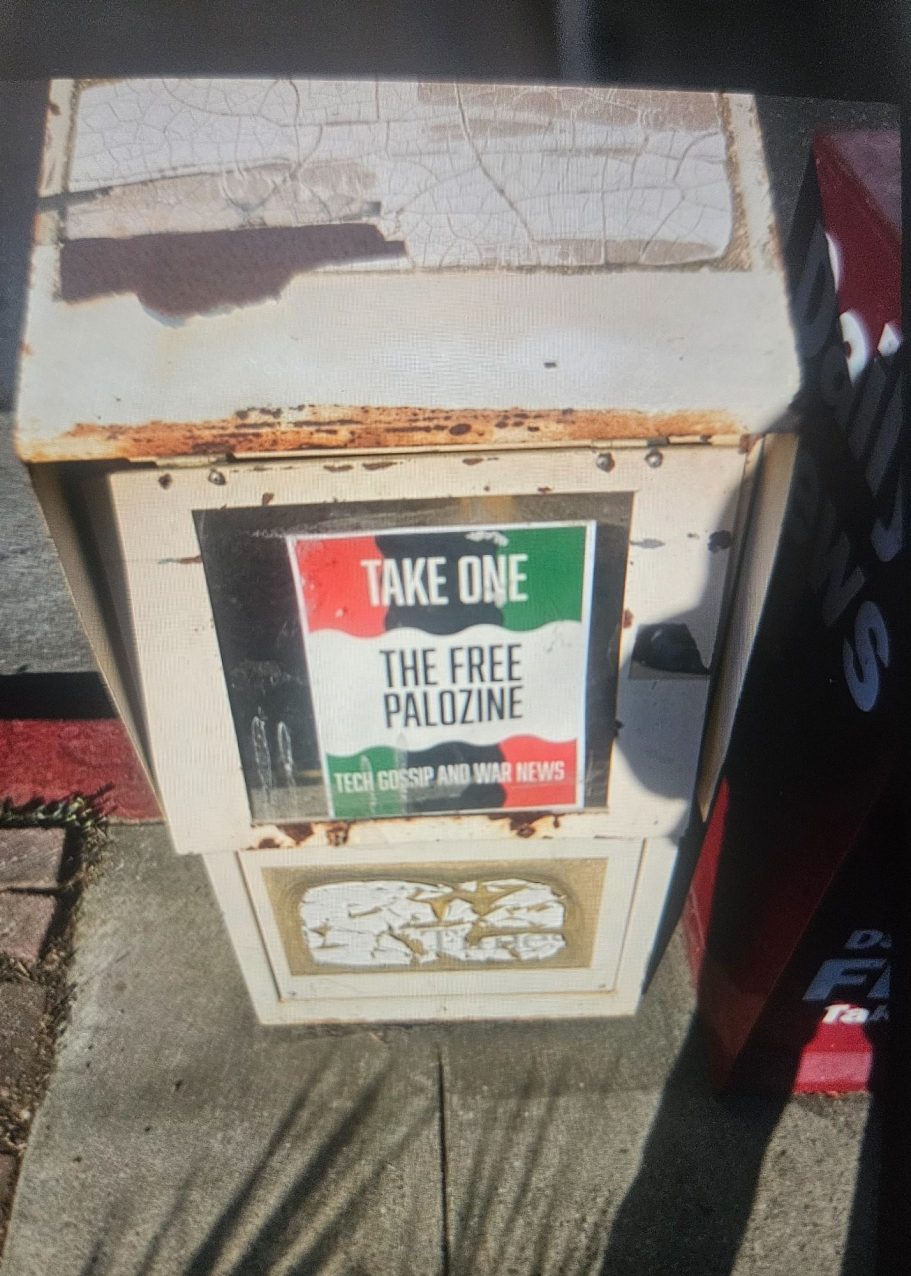 TAKE ONE
THE FREE
PALOZINE
TECH GOSSIP AND WAR NEWS